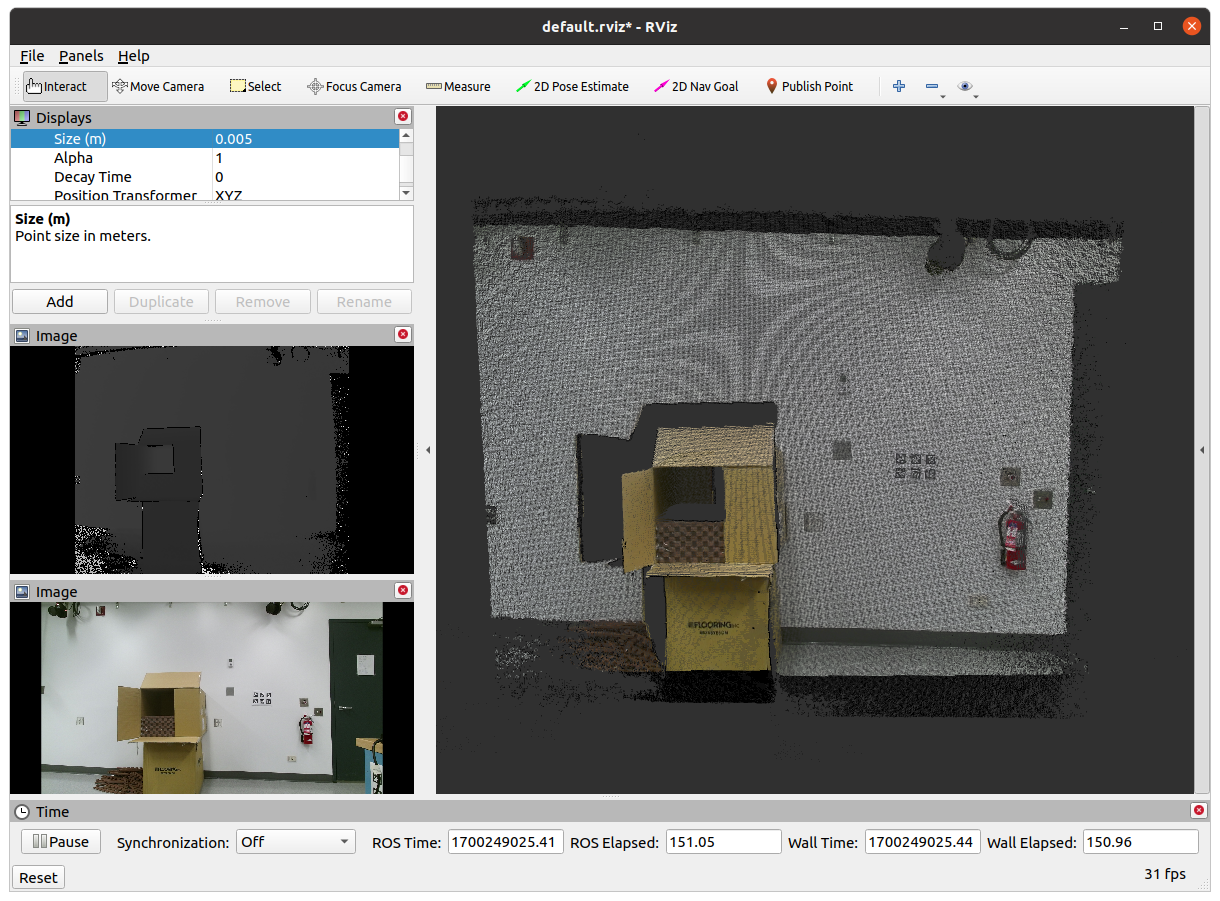 default.rviz* - RViz
File Panels Help
Interact Move Camera Select Focus Camera Measure 2D Pose Estimate 2D Nav Goal Publish Point
Displays
Size (m) 0.005
Alpha 1
Decay Time 0
Position Transformer XYZ
Size (m)
Point size in meters.
Add Duplicate Remove Rename
Image
Image
FLOORING
Time
Pause Synchronization: Off ROS Time: 1700249025.41 ROS Elapsed: 151.05 Wall Time: 1700249025.44 Wall Elapsed: 150.96
Reset 31 fps